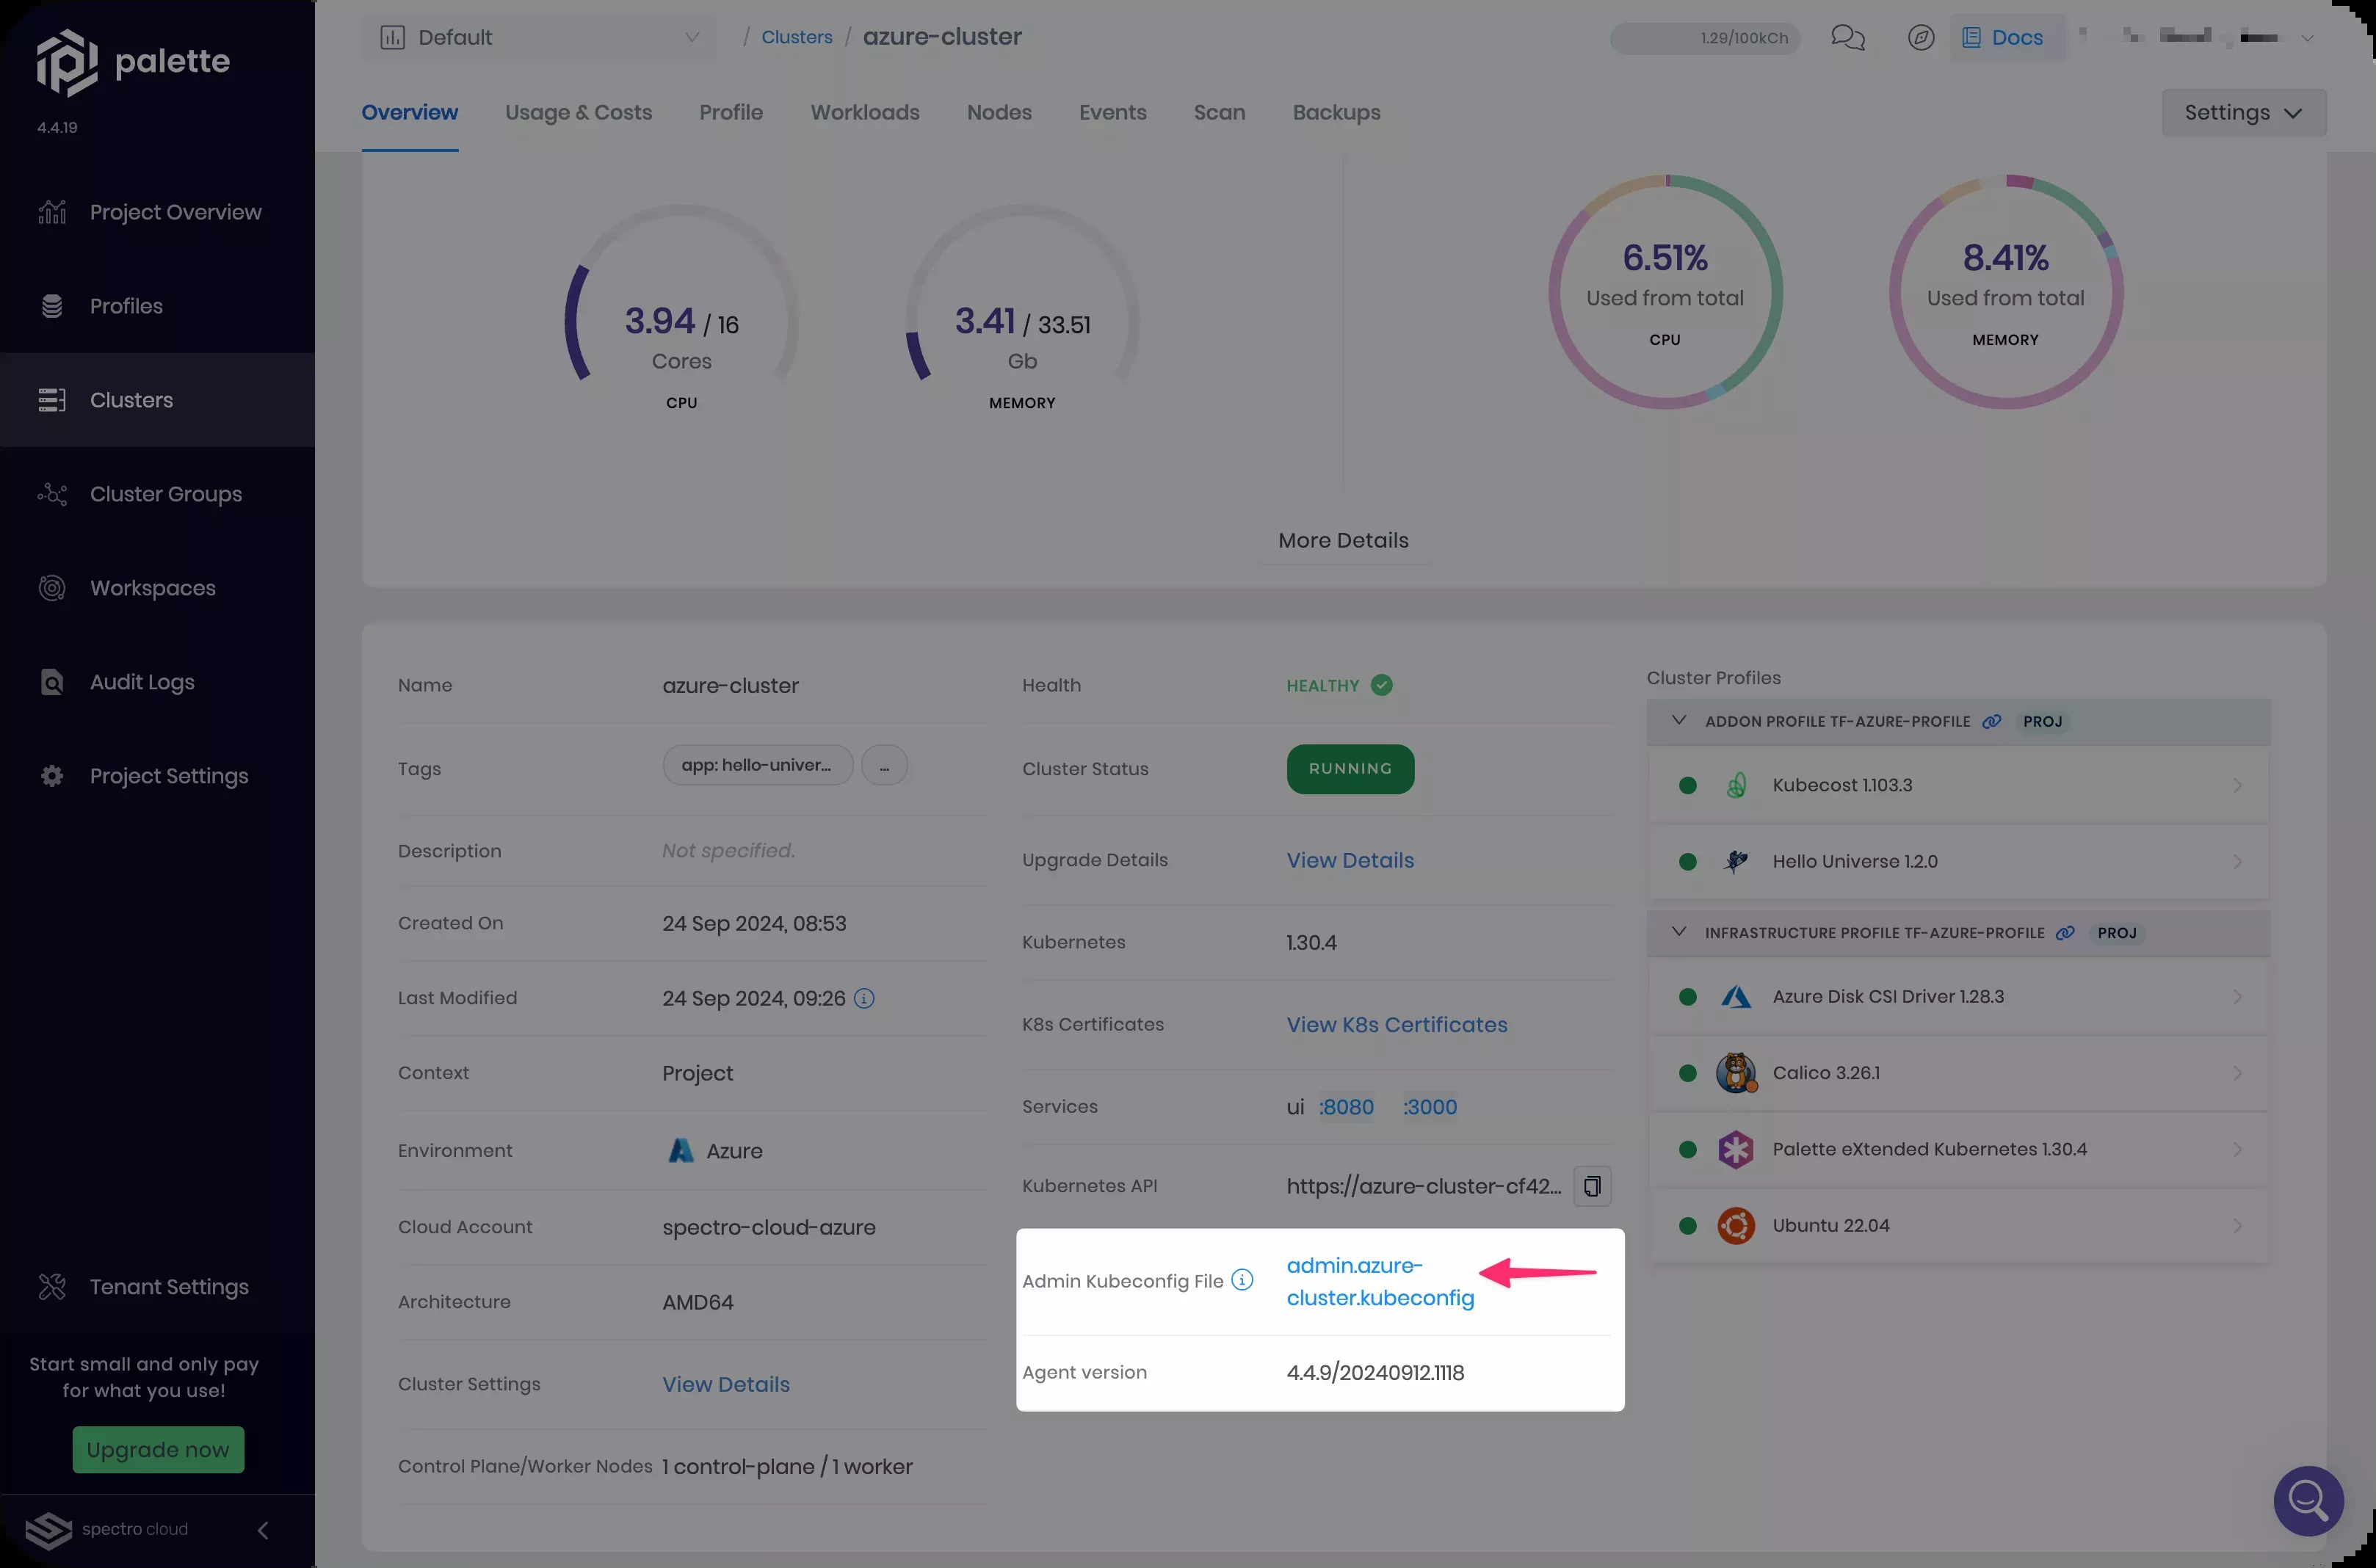 palette
4.4.19
Project Overview
Profiles
Clusters
Cluster Groups
Workspaces
Audit Logs
Project Settings
Tenant Settings
Start small and only pay
for what you use!
Upgrade now
spectro cloud
Default
/ Clusters / azure-cluster
1.29/100kCh
Docs
Overview
Usage & Costs
Profile
Workloads
Nodes
Events
Scan
Backups
Settings
3.94 / 16
Cores
CPU
3.41 / 33.51
Gb
MEMORY
6.51%
Used from total
CPU
8.41%
Used from total
MEMORY
More Details
Name azure-cluster
Tags app: hello-univer... ...
Description Not specified.
Created On 24 Sep 2024, 08:53
Last Modified 24 Sep 2024, 09:26
Context Project
Environment Azure
Cloud Account spectro-cloud-azure
Architecture AMD64
Cluster Settings View Details
Control Plane/Worker Nodes 1 control-plane / 1 worker
Health HEALTHY
Cluster Status RUNNING
Upgrade Details View Details
Kubernetes 1.30.4
K8s Certificates View K8s Certificates
Services ui :8080 :3000
Kubernetes API https://azure-cluster-cf42...
Admin Kubeconfig File admin.azure-
cluster.kubeconfig
Agent version 4.4.9/20240912.1118
Cluster Profiles
ADDON PROFILE TF-AZURE-PROFILE PROJ
Kubecost 1.103.3
Hello Universe 1.2.0
INFRASTRUCTURE PROFILE TF-AZURE-PROFILE PROJ
Azure Disk CSI Driver 1.28.3
Calico 3.26.1
Palette eXtended Kubernetes 1.30.4
Ubuntu 22.04